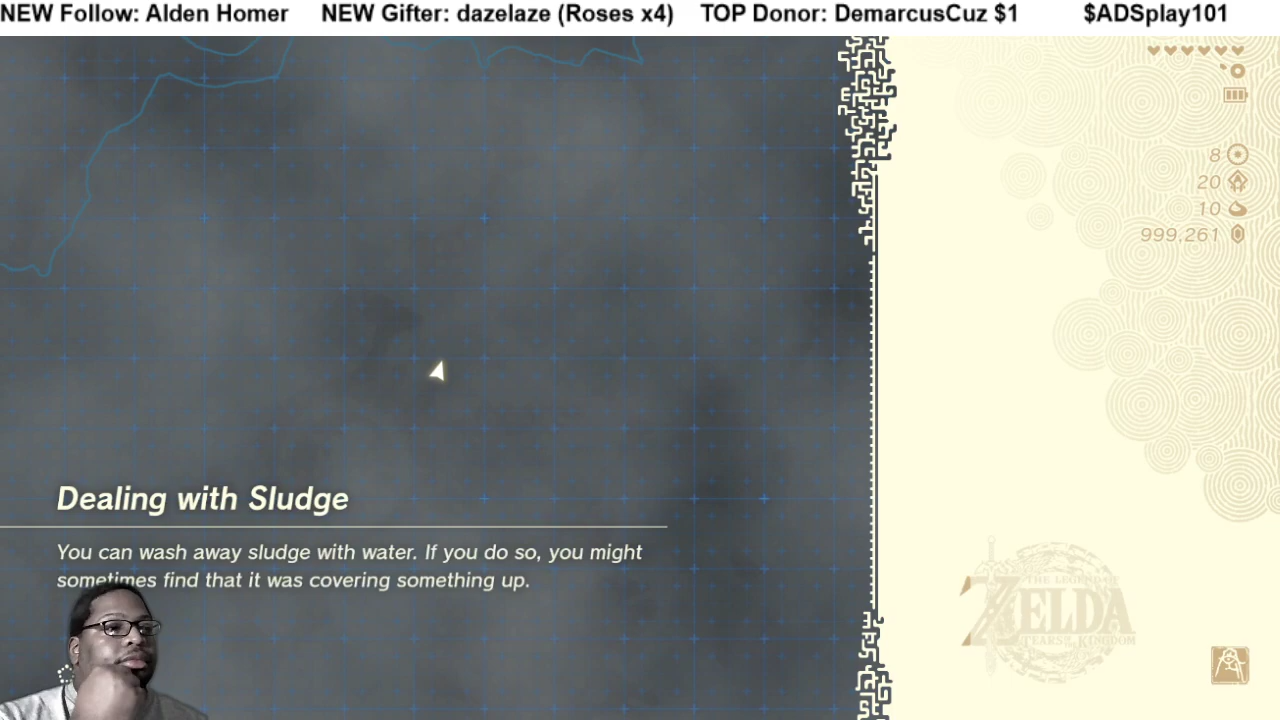 NEW Follow: Alden Homer NEW Gifter: dazelaze (Roses x4) TOP Donor: DemarcusCuz $1 $ADSplay101
8
20
10
999,261
Dealing with Sludge
You can wash away sludge with water. If you do so, you might
sometimes find that it was covering something up.
THE LEGEND OF
ZELDA
TEARS OF THE KINGDOM